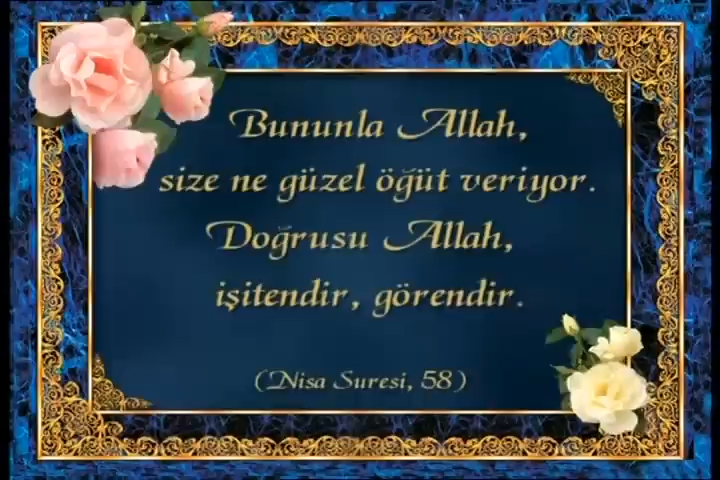 Bununla Allah,
size ne güzel öğüt veriyor.
Doğrusu Allah,
işitendir, görendir.
(Nisa Suresi, 58)